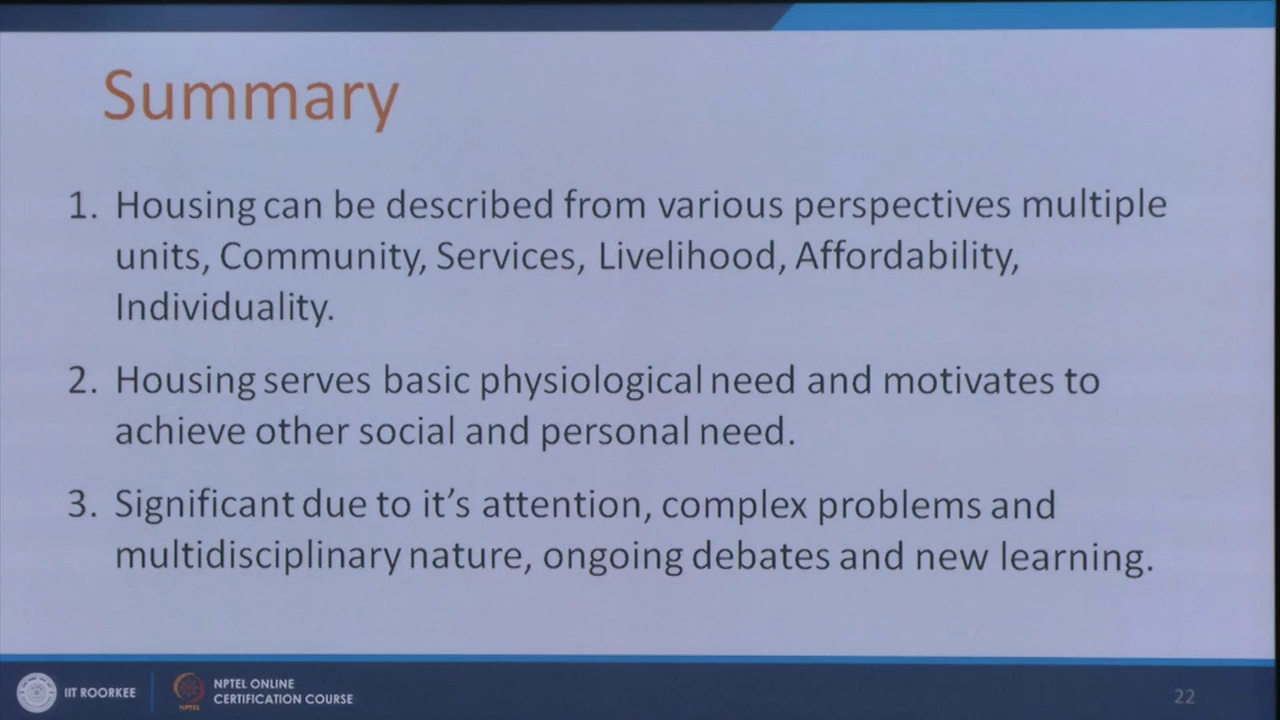 Summary
1. Housing can be described from various perspectives multiple
units, Community, Services, Livelihood, Affordability,
Individuality.
2. Housing serves basic physiological need and motivates to
achieve other social and personal need.
3. Significant due to it's attention, complex problems and
multidisciplinary nature, ongoing debates and new learning.
IIT ROORKEE
NPTEL
NPTEL ONLINE
CERTIFICATION COURSE
22